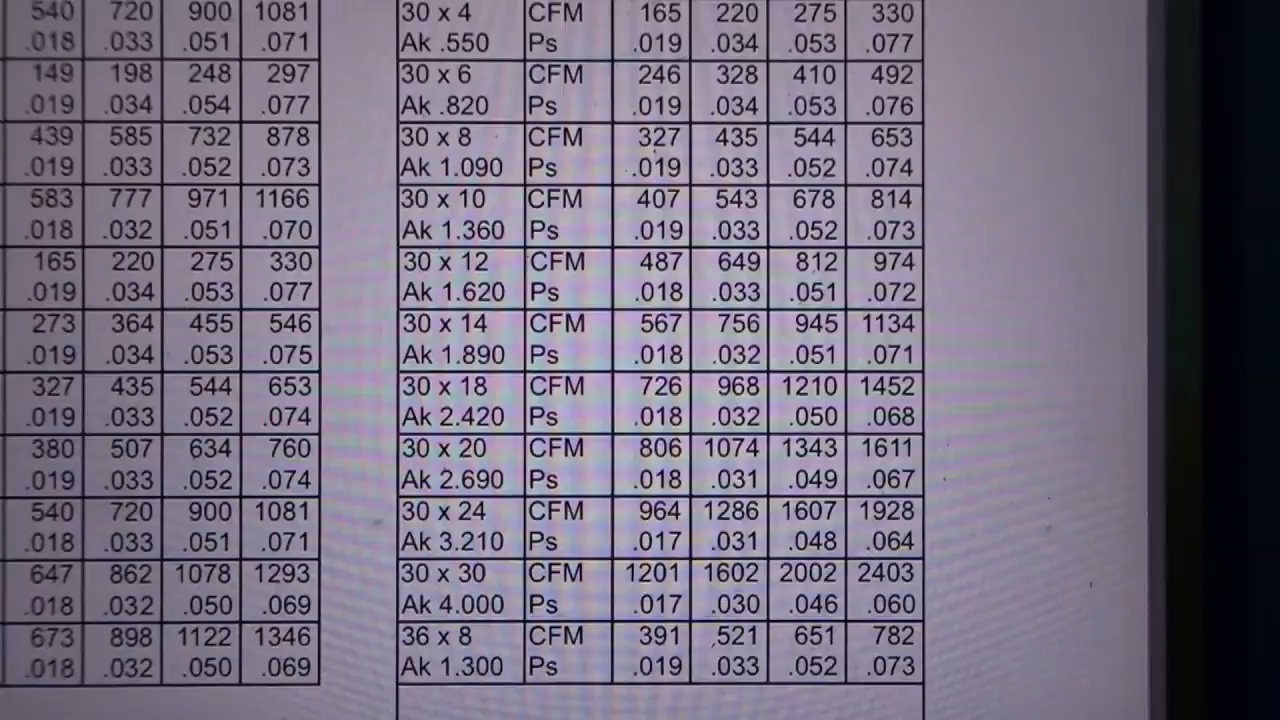 540 720 900 1081
.018 .033 .051 .071
149 198 248 297
.019 .034 .054 .077
439 585 732 878
.019 .033 .052 .073
583 777 971 1166
.018 .032 .051 .070
165 220 275 330
.019 .034 .053 .077
273 364 455 546
.019 .034 .053 .075
327 435 544 653
.019 .033 .052 .074
380 507 634 760
.019 .033 .052 .074
540 720 900 1081
.018 .033 .051 .071
647 862 1078 1293
.018 .032 .050 .069
673 898 1122 1346
.018 .032 .050 .069
30 x 4 CFM 165 220 275 330
Ak .550 Ps .019 .034 .053 .077
30 x 6 CFM 246 328 410 492
Ak .820 Ps .019 .034 .053 .076
30 x 8 CFM 327 435 544 653
Ak 1.090 Ps .019 .033 .052 .074
30 x 10 CFM 407 543 678 814
Ak 1.360 Ps .019 .033 .052 .073
30 x 12 CFM 487 649 812 974
Ak 1.620 Ps .018 .033 .051 .072
30 x 14 CFM 567 756 945 1134
Ak 1.890 Ps .018 .032 .051 .071
30 x 18 CFM 726 968 1210 1452
Ak 2.420 Ps .018 .032 .050 .068
30 x 20 CFM 806 1074 1343 1611
Ak 2.690 Ps .018 .031 .049 .067
30 x 24 CFM 964 1286 1607 1928
Ak 3.210 Ps .017 .031 .048 .064
30 x 30 CFM 1201 1602 2002 2403
Ak 4.000 Ps .017 .030 .046 .060
36 x 8 CFM 391 521 651 782
Ak 1.300 Ps .019 .033 .052 .073